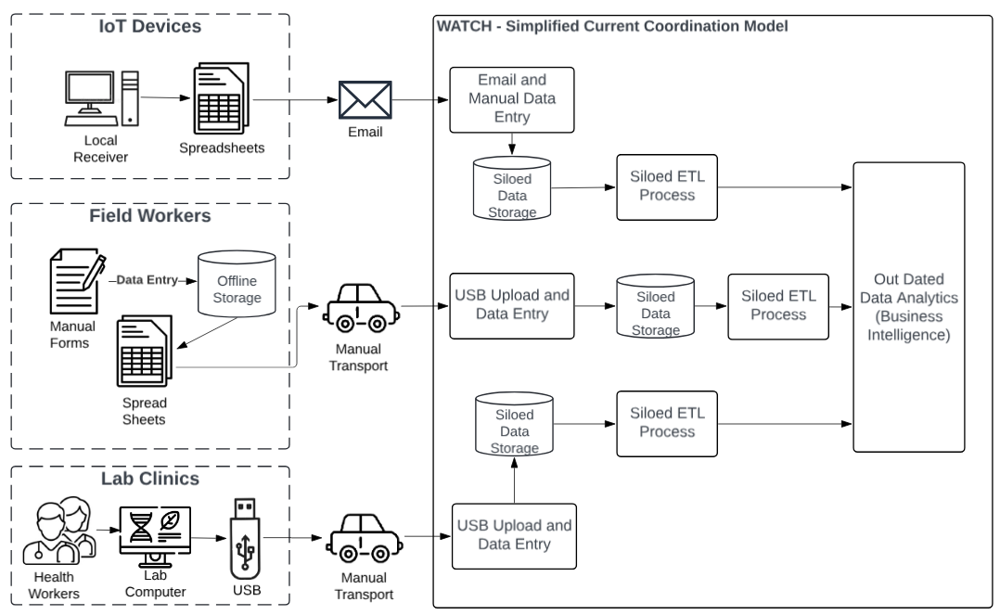 IoT Devices
Local
Receiver
Spreadsheets
Email
Field Workers
Data Entry
Manual
Forms
Offline
Storage
Spread
Sheets
Manual
Transport
Lab Clinics
Health
Workers
Lab
Computer
USB
Manual
Transport
WATCH - Simplified Current Coordination Model
Email and
Manual Data
Entry
Siloed
Data
Storage
Siloed ETL
Process
USB Upload and
Data Entry
Siloed
Data
Storage
Siloed ETL
Process
Siloed
Data
Storage
Siloed ETL
Process
USB Upload and
Data Entry
Out Dated
Data Analytics
(Business
Intelligence)